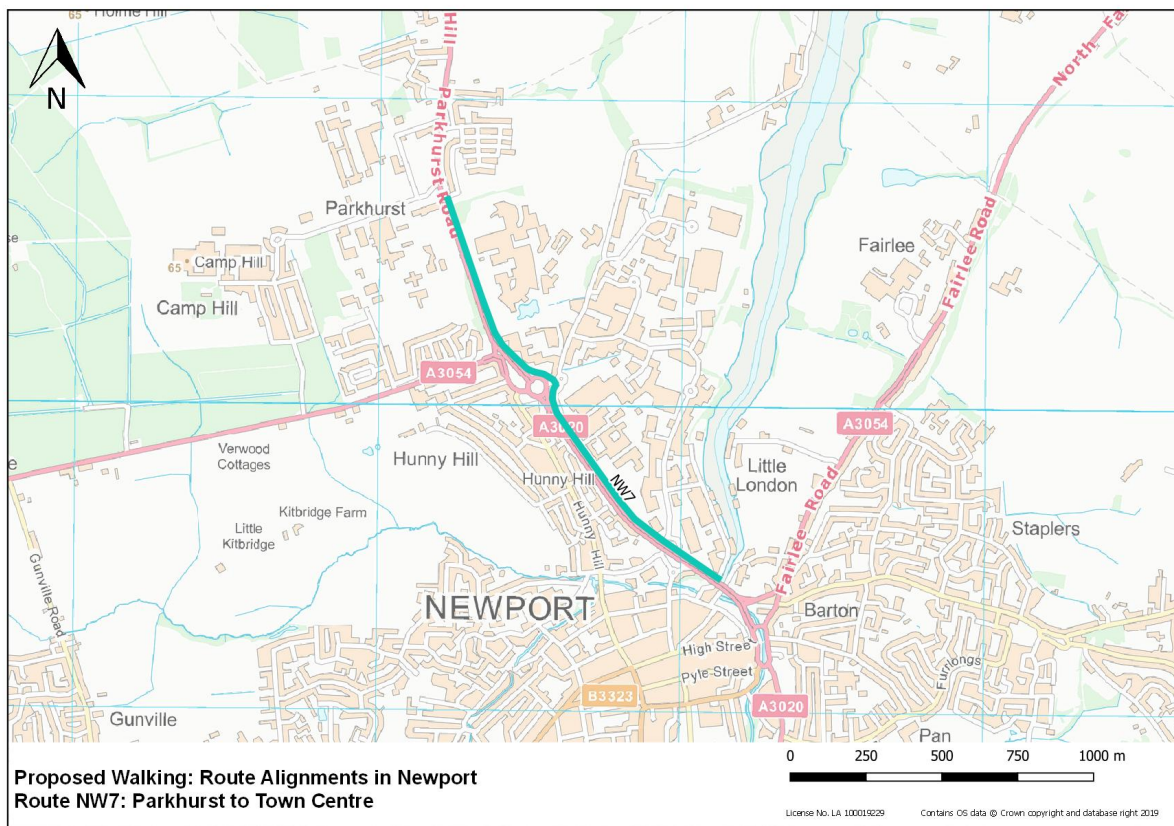 Holme Hill
65
Hill
North Fa
N
Parkhurst Road
Parkhurst
Fairlee
Fairlee Road
65
Camp Hill
Camp Hill
A3054
A3020
A3054
Verwood
Cottages
Hunny Hill
Hunny Hill
NW7
Little
London
Kitbridge Farm
Hunny Hill
Little
Kitbridge
Staplers
Gunville Road
Fairlee Road
NEWPORT
Barton
High Street
Pyle Street
Furrlongs
B3323
A3020
Gunville
Pan
Proposed Walking: Route Alignments in Newport
Route NW7: Parkhurst to Town Centre
0 250 500 750 1000 m
License No. LA 100019229 Contains OS data © Crown copyright and database right 2019